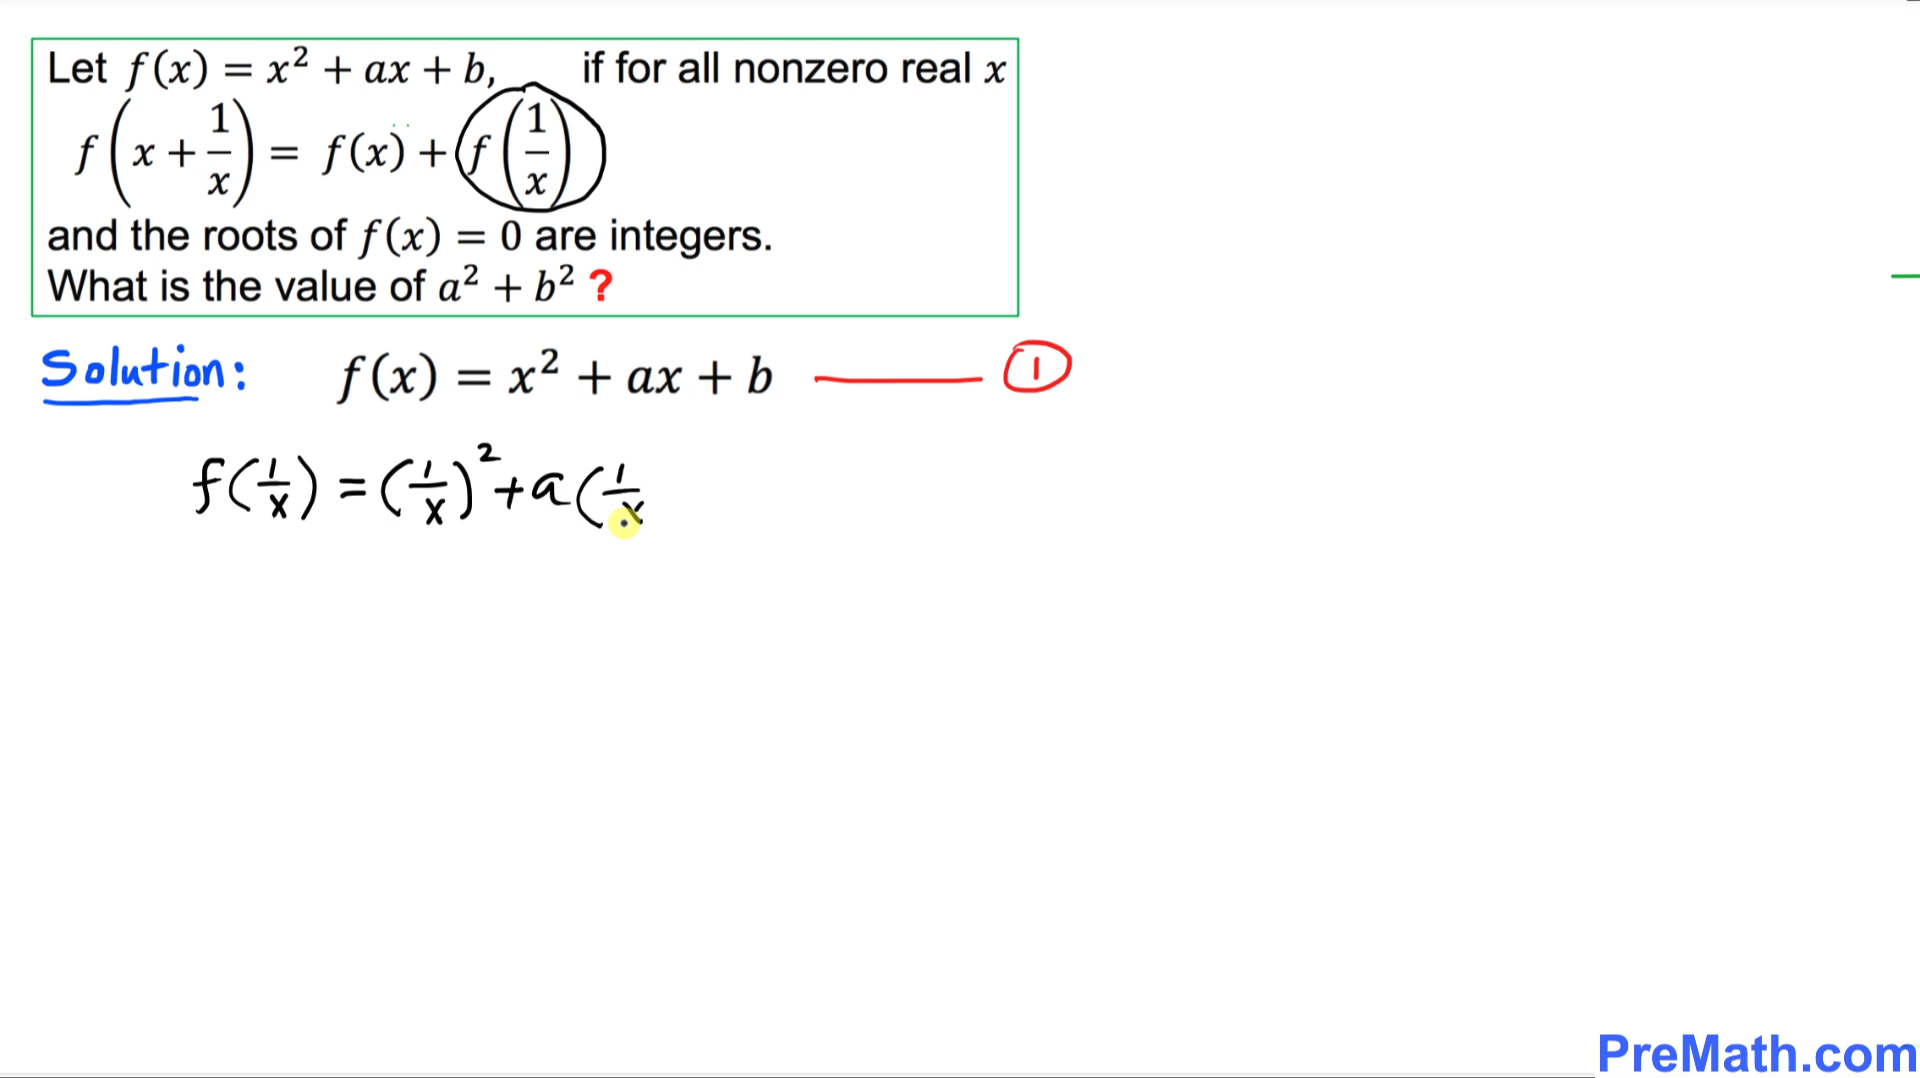 Let f(x) = x² + ax + b, if for all nonzero real x
f(x + 1/x) = f(x) + f(1/x)
and the roots of f(x) = 0 are integers.
What is the value of a² + b² ?
Solution: f(x) = x² + ax + b ——— ①
f(1/x) = (1/x)² + a(1/x
PreMath.com